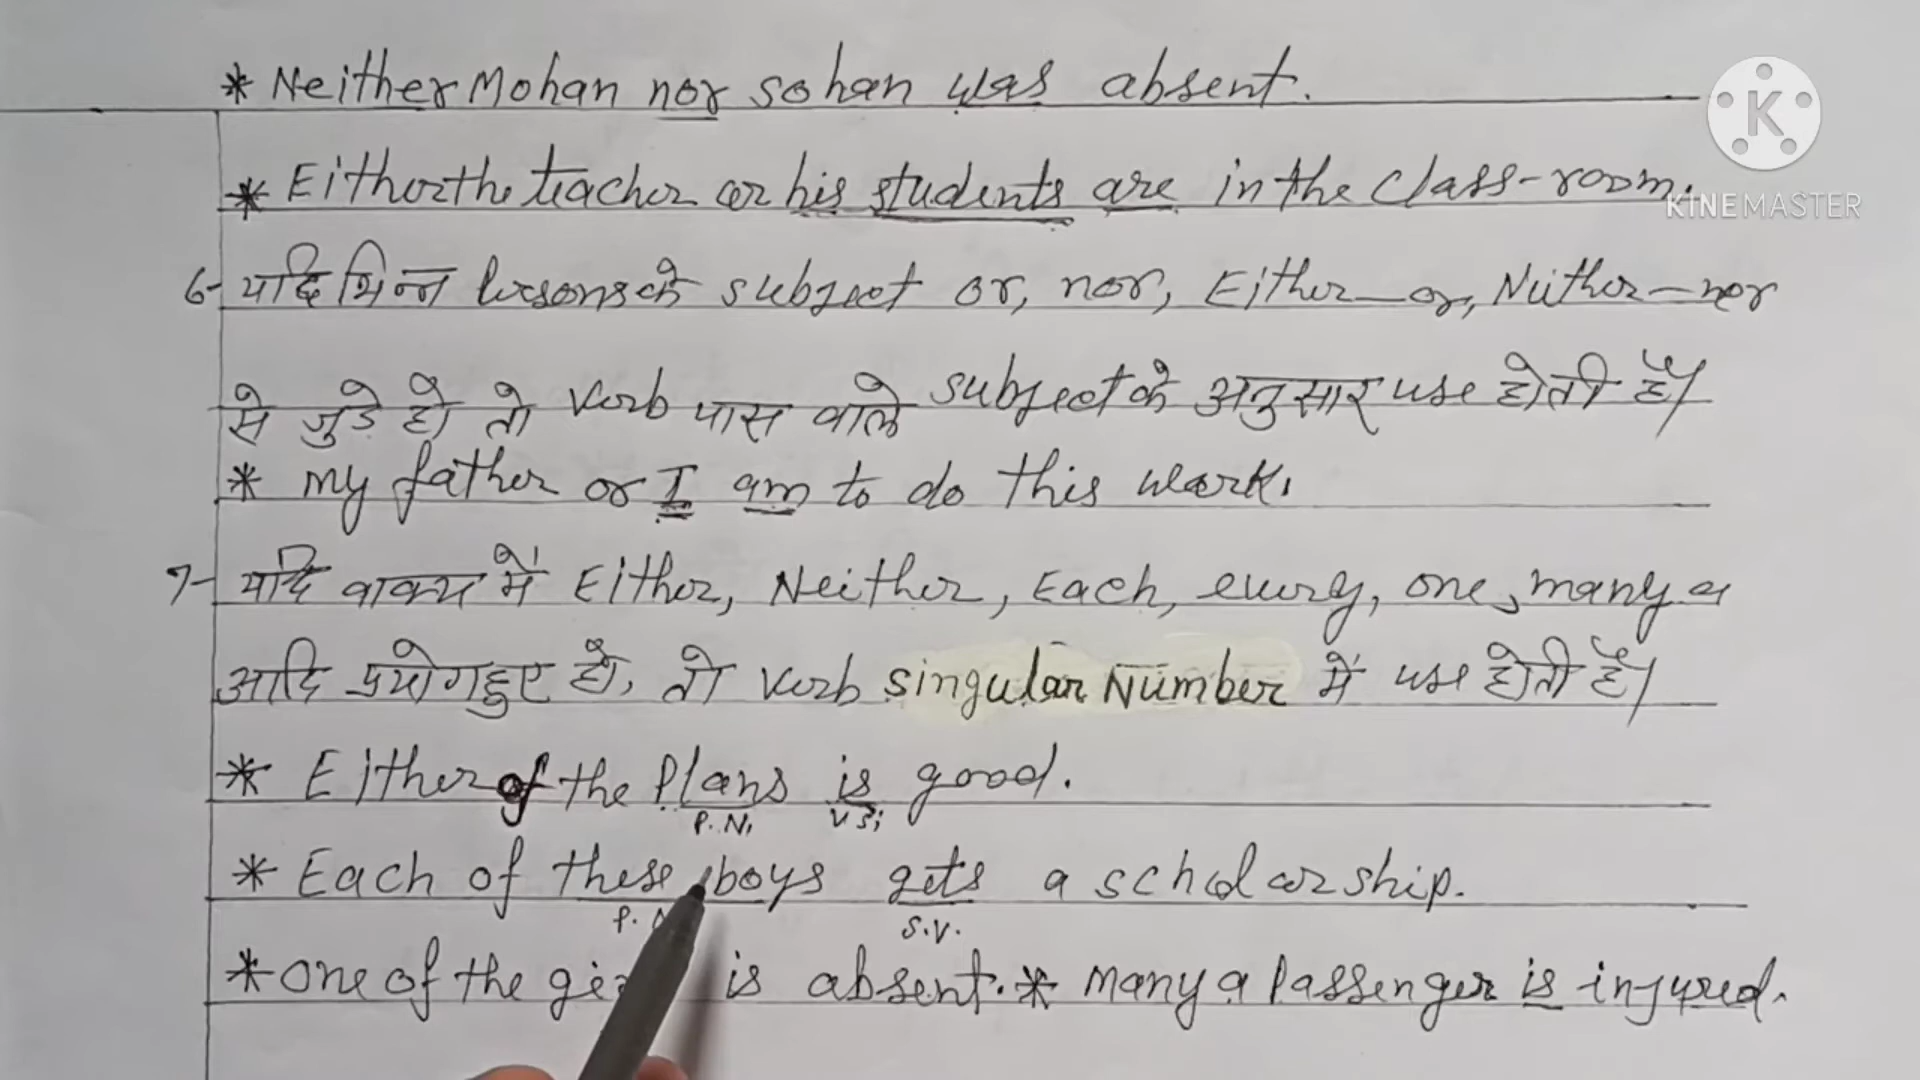 * Neither Mohan nor sohan was absent.
K
KINEMASTER
* Either the teacher or his students are in the class-room.
6- यदि भिन्न Persons के subject or, nor, Either—or, Neither—nor
से जुडे हो तो verb पास वाले subject के अनुसार use होती है।
* my father or I am to do this work.
7- यदि वाक्य में Either, Neither, Each, every, one, many a
आदि प्रयोग हुए हो, तो verb singular Number में use होती है।
* Either of the Plans is good.
P.N. V.S.
* Each of these boys gets a scholarship.
P. S.V.
* one of the is absent. * many a Passenger is injured.